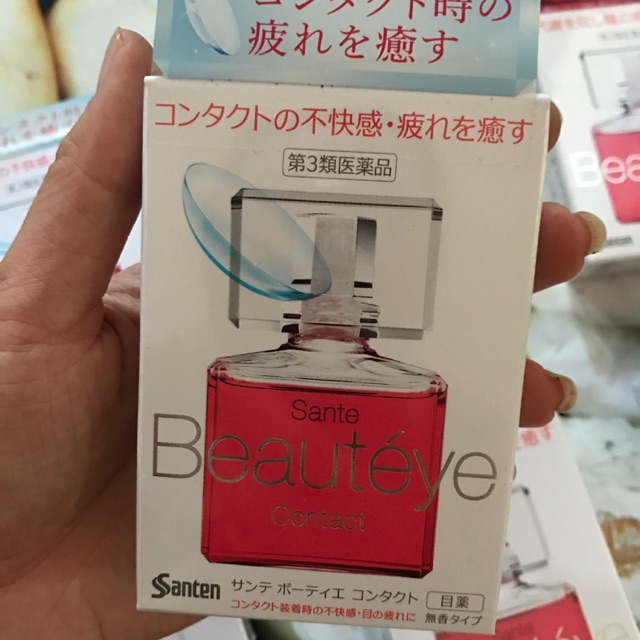 コンタクト時の
疲れを癒す
コンタクトの不快感・疲れを癒す
第3類医薬品
Sante
Beautéye
Contact
Santen サンテ ボーティエ コンタクト 目薬
コンタクト装着時の不快感・目の疲れに 無香タイプ
Santen